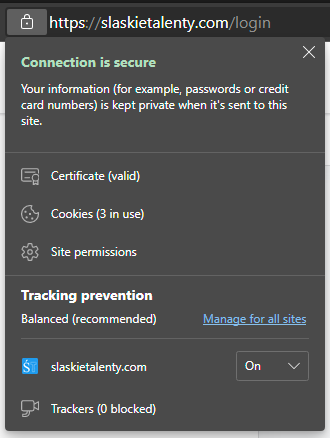 https://slaskietalenty.com/login
Connection is secure
Your information (for example, passwords or credit
card numbers) is kept private when it's sent to this
site.
Certificate (valid)
Cookies (3 in use)
Site permissions
Tracking prevention
Balanced (recommended) Manage for all sites
ŚT slaskietalenty.com On
Trackers (0 blocked)